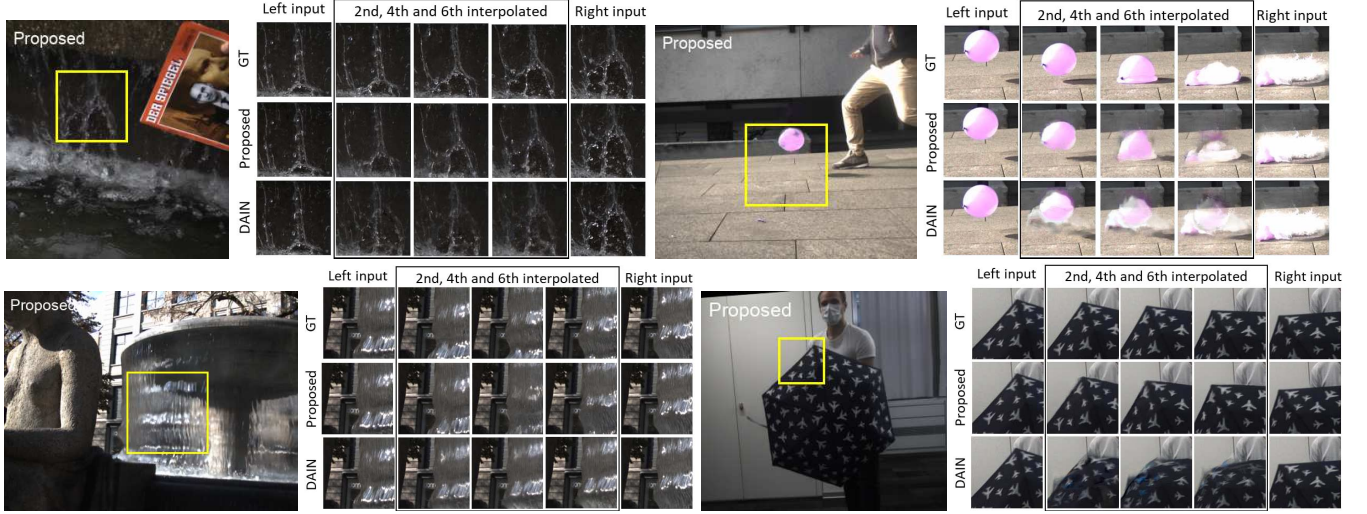 Left input
2nd, 4th and 6th interpolated
Right input
Proposed
DER SPIEGEL
GT
Proposed
DAIN
Left input
2nd, 4th and 6th interpolated
Right input
Proposed
GT
Proposed
DAIN
Left input
2nd, 4th and 6th interpolated
Right input
Proposed
GT
Proposed
DAIN
Left input
2nd, 4th and 6th interpolated
Right input
Proposed
GT
Proposed
DAIN